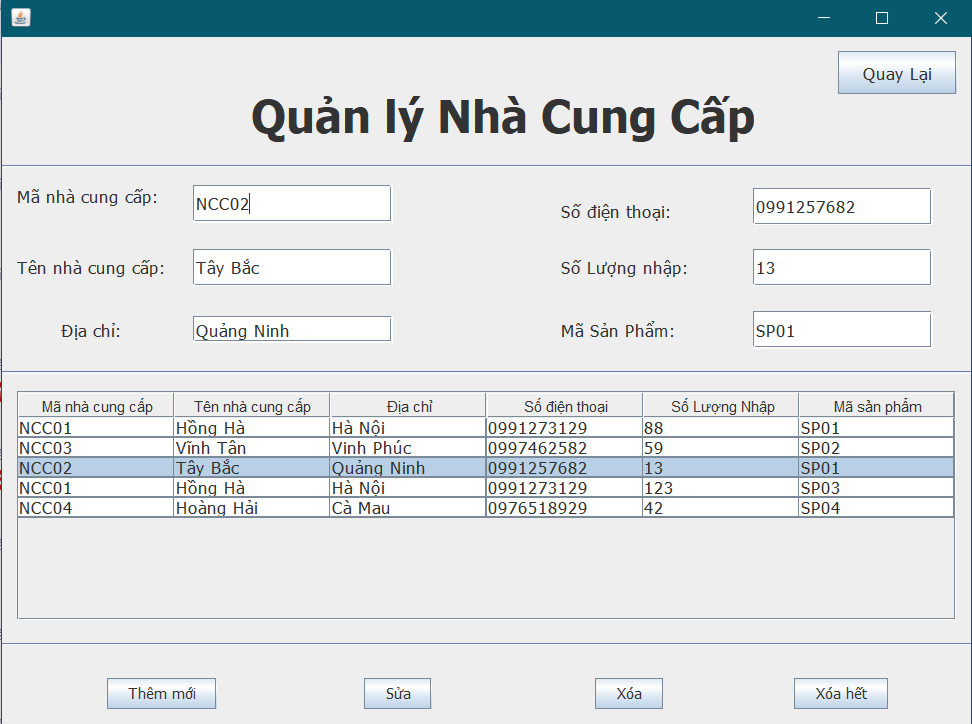 Quay Lại
Quản lý Nhà Cung Cấp
Mã nhà cung cấp: NCC02 Số điện thoại: 0991257682
Tên nhà cung cấp: Tây Bắc Số Lượng nhập: 13
Địa chỉ: Quảng Ninh Mã Sản Phẩm: SP01
Mã nhà cung cấp Tên nhà cung cấp Địa chỉ Số điện thoại Số Lượng Nhập Mã sản phẩm
NCC01 Hồng Hà Hà Nội 0991273129 88 SP01
NCC03 Vĩnh Tân Vinh Phúc 0997462582 59 SP02
NCC02 Tây Bắc Quảng Ninh 0991257682 13 SP01
NCC01 Hồng Hà Hà Nội 0991273129 123 SP03
NCC04 Hoàng Hải Cà Mau 0976518929 42 SP04
Thêm mới Sửa Xóa Xóa hết